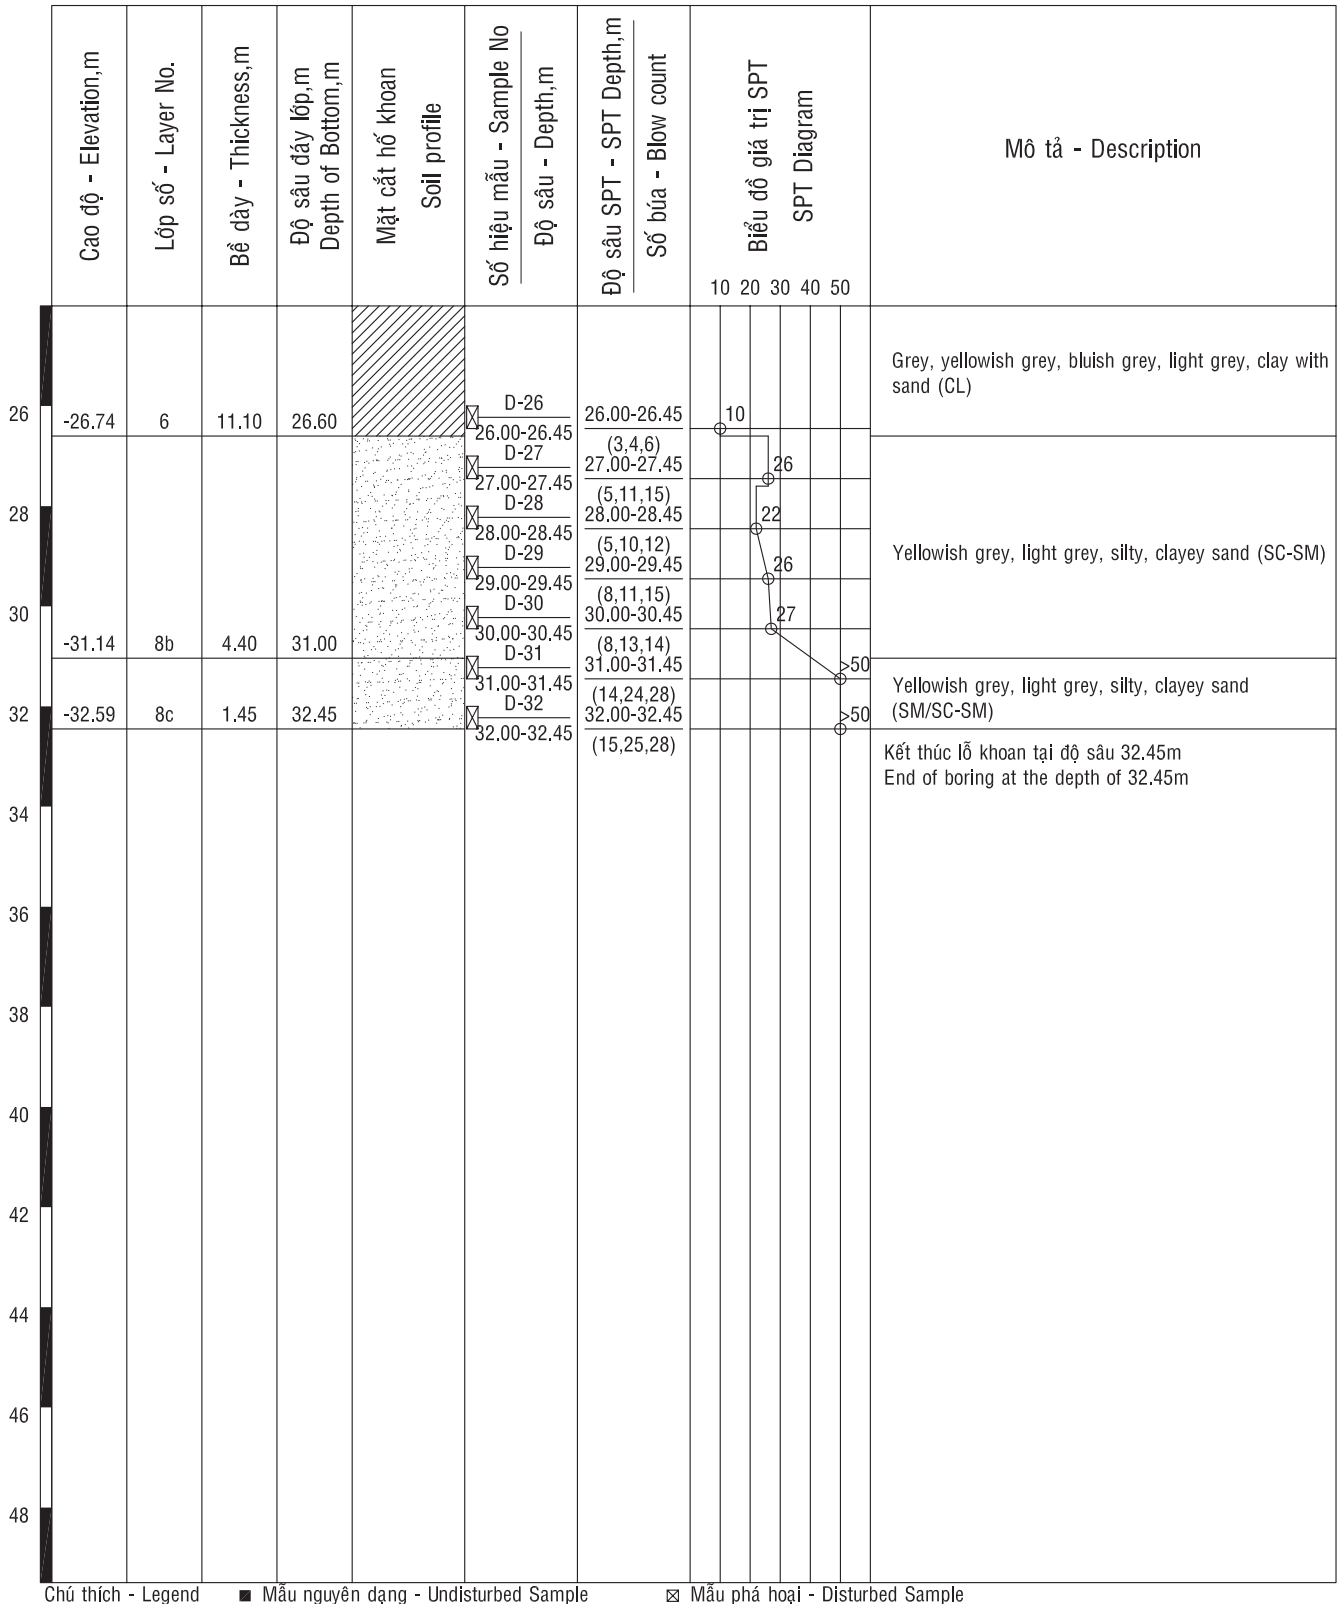 Cao độ - Elevation,m
Lớp số - Layer No.
Bề dày - Thickness,m
Độ sâu đáy lớp,m
Depth of Bottom,m
Mặt cắt hố khoan
Soil profile
Số hiệu mẫu - Sample No
Độ sâu - Depth,m
Độ sâu SPT - SPT Depth,m
Số búa - Blow count
Biểu đồ giá trị SPT
SPT Diagram
10 20 30 40 50
Mô tả - Description
Grey, yellowish grey, bluish grey, light grey, clay with
sand (CL)
26
-26.74 6 11.10 26.60
D-26
26.00-26.45
26.00-26.45
(3,4,6)
10
D-27
27.00-27.45
27.00-27.45
(5,11,15)
26
28
D-28
28.00-28.45
28.00-28.45
(5,10,12)
22
D-29
29.00-29.45
29.00-29.45
(8,11,15)
26
Yellowish grey, light grey, silty, clayey sand (SC-SM)
30
D-30
30.00-30.45
30.00-30.45
(8,13,14)
27
-31.14 8b 4.40 31.00
D-31
31.00-31.45
31.00-31.45
(14,24,28)
>50
Yellowish grey, light grey, silty, clayey sand
(SM/SC-SM)
32
-32.59 8c 1.45 32.45
D-32
32.00-32.45
32.00-32.45
(15,25,28)
>50
Kết thúc lỗ khoan tại độ sâu 32.45m
End of boring at the depth of 32.45m
34
36
38
40
42
44
46
48
Chú thích - Legend Mẫu nguyên dạng - Undisturbed Sample Mẫu phá hoại - Disturbed Sample